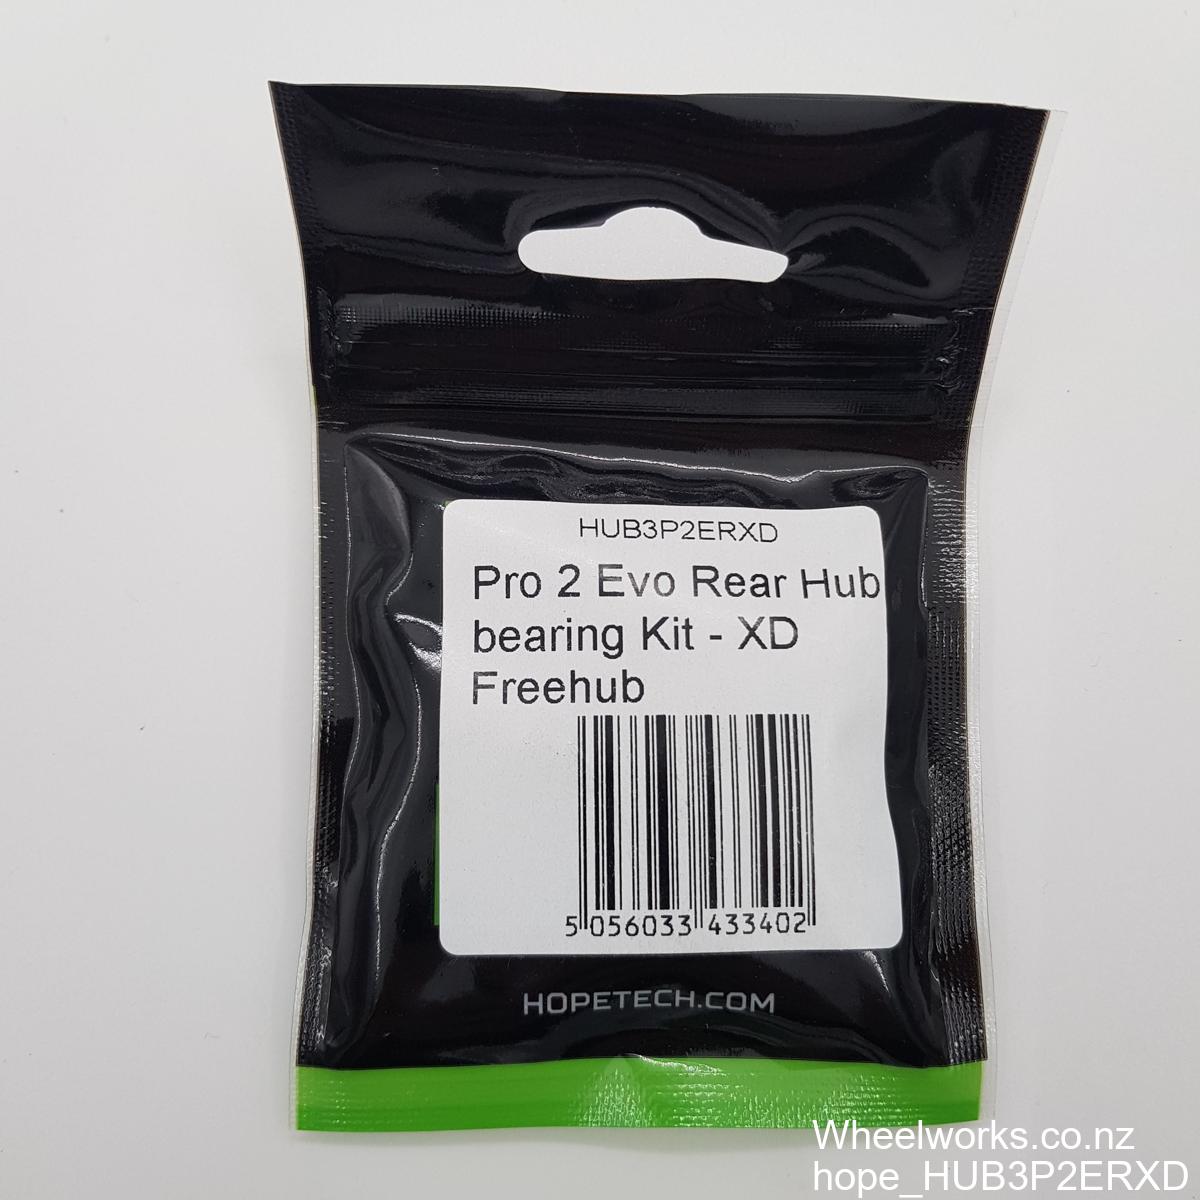 HUB3P2ERXD
Pro 2 Evo Rear Hub
bearing Kit - XD
Freehub
5 056033 433402
HOPETECH.COM
Wheelworks.co.nz
hope_HUB3P2ERXD